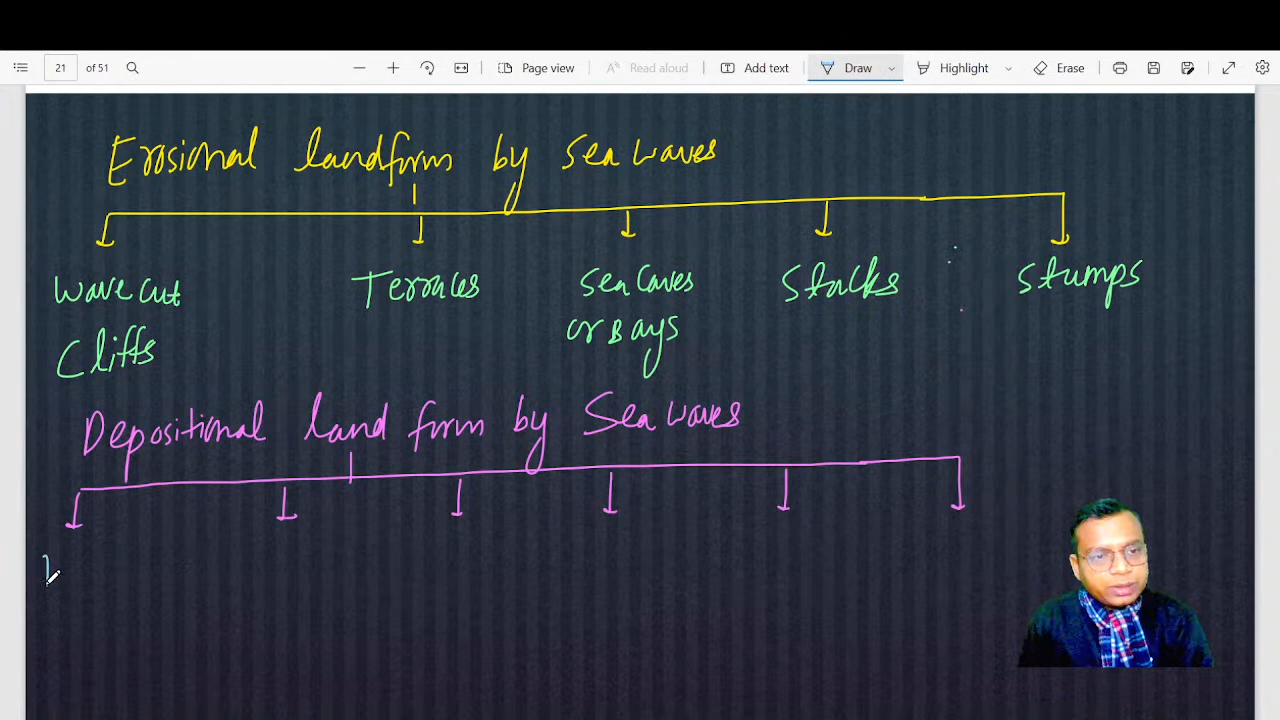 21 of 51 Page view Read aloud Add text Draw Highlight Erase
Erosional landform by sea waves
Wave cut Terraces Sea Caves Stacks Stumps
Cliffs or Bays
Depositional land form by Sea waves